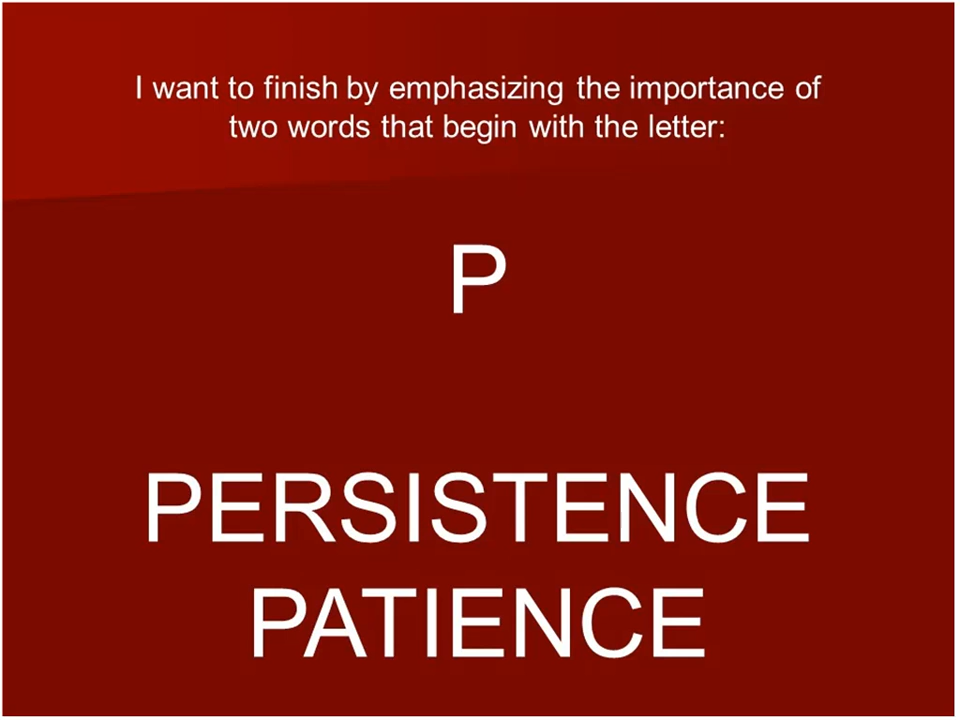 I want to finish by emphasizing the importance of
two words that begin with the letter:
P
PERSISTENCE
PATIENCE